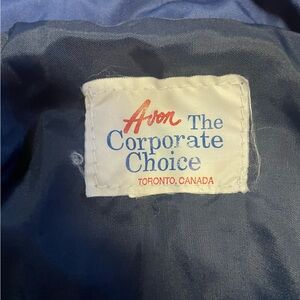 Avon The
Corporate
Choice
TORONTO, CANADA